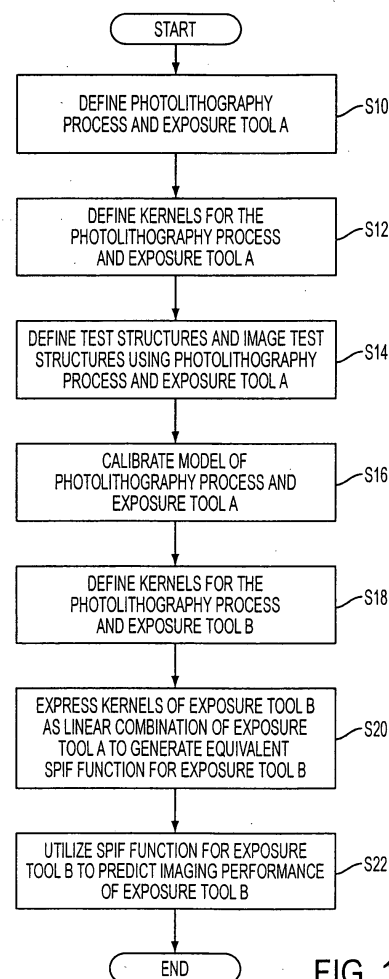 START
DEFINE PHOTOLITHOGRAPHY
PROCESS AND EXPOSURE TOOL A
S10
DEFINE KERNELS FOR THE
PHOTOLITHOGRAPHY PROCESS
AND EXPOSURE TOOL A
S12
DEFINE TEST STRUCTURES AND IMAGE TEST
STRUCTURES USING PHOTOLITHOGRAPHY
PROCESS AND EXPOSURE TOOL A
S14
CALIBRATE MODEL OF
PHOTOLITHOGRAPHY PROCESS AND
EXPOSURE TOOL A
S16
DEFINE KERNELS FOR THE
PHOTOLITHOGRAPHY PROCESS
AND EXPOSURE TOOL B
S18
EXPRESS KERNELS OF EXPOSURE TOOL B
AS LINEAR COMBINATION OF EXPOSURE
TOOL A TO GENERATE EQUIVALENT
SPIF FUNCTION FOR EXPOSURE TOOL B
S20
UTILIZE SPIF FUNCTION FOR EXPOSURE
TOOL B TO PREDICT IMAGING PERFORMANCE
OF EXPOSURE TOOL B
S22
END
FIG.